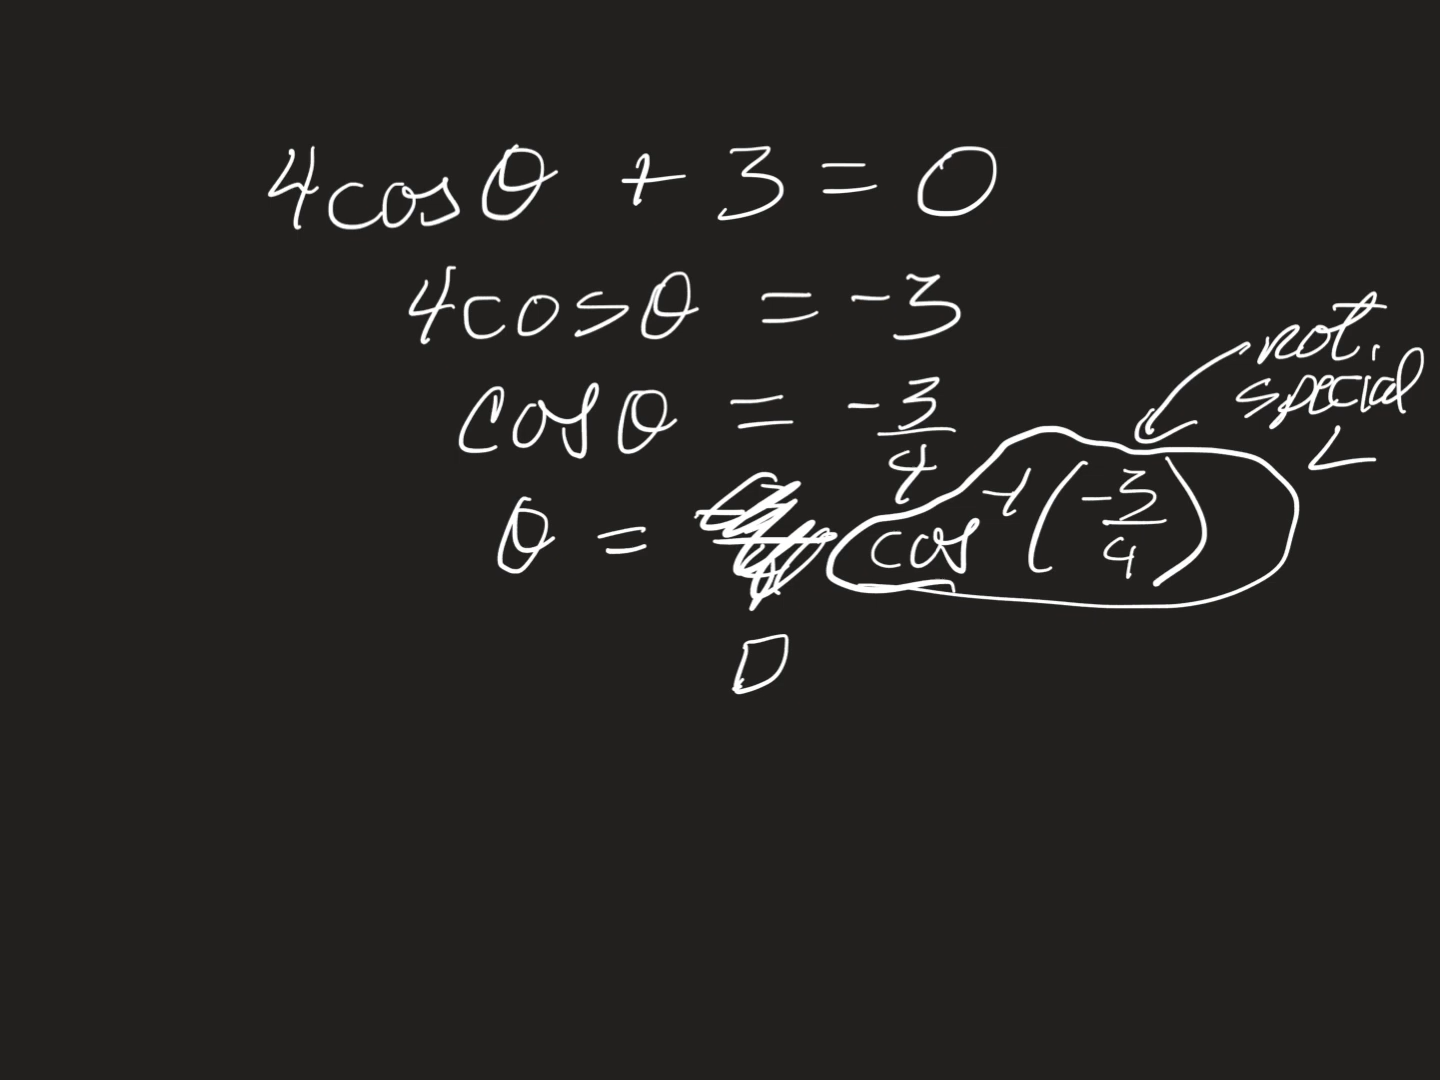 4cosθ + 3 = 0
4cosθ = -3
cosθ = -3/4
not
special
∠
θ = cos⁻¹(-3/4)